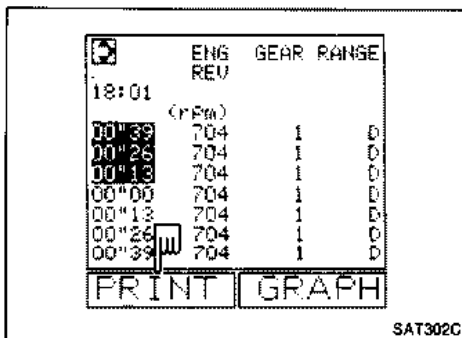 ENG GEAR RANGE
REV
18:01
(rpm)
00"39 704 1 D
00"26 704 1 D
00"13 704 1 D
00"00 704 1 D
00"13 704 1 D
00"26 704 1 D
00"39 704 1 D
PRINT GRAPH
SAT302C